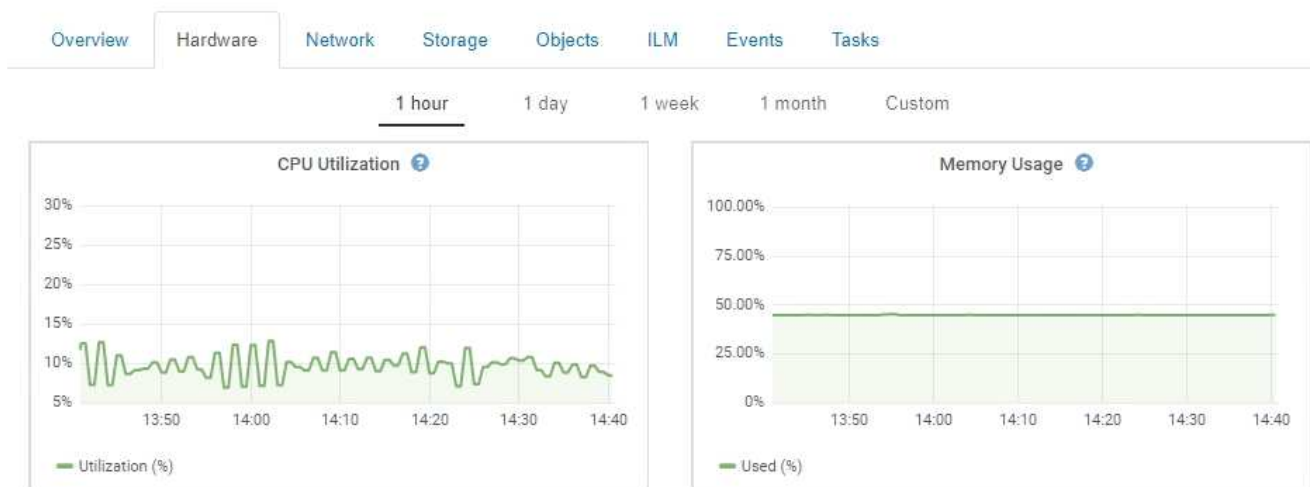 Overview Hardware Network Storage Objects ILM Events Tasks
1 hour 1 day 1 week 1 month Custom
CPU Utilization ?
30%
25%
20%
15%
10%
5%
13:50 14:00 14:10 14:20 14:30 14:40
Utilization (%)
Memory Usage ?
100.00%
75.00%
50.00%
25.00%
0%
13:50 14:00 14:10 14:20 14:30 14:40
Used (%)